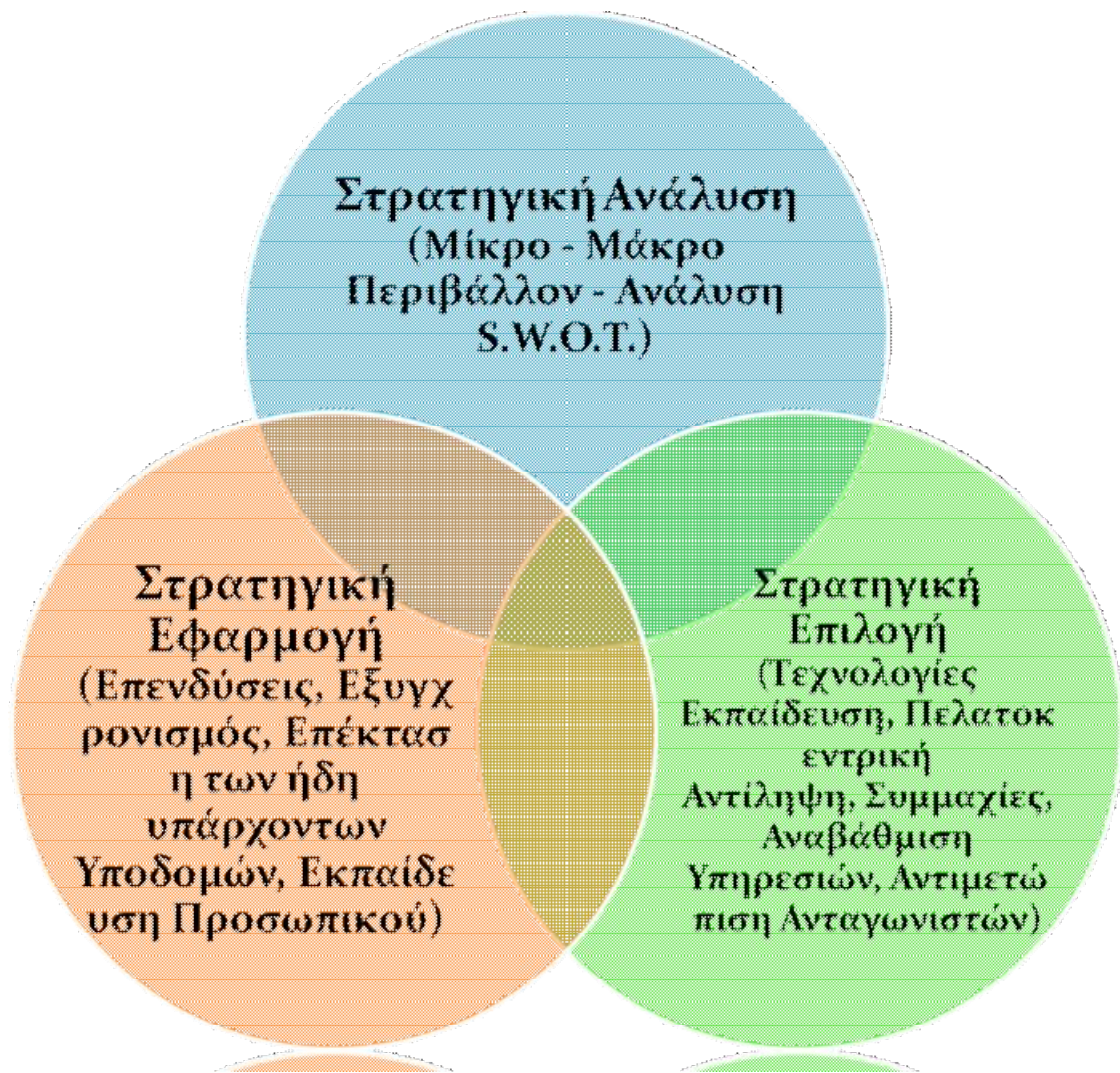 Στρατηγική Ανάλυση
(Μίκρο - Μάκρο
Περιβάλλον - Ανάλυση
S.W.O.T.)
Στρατηγική
Εφαρμογή
(Επενδύσεις, Εξυγχ
ρονισμός, Επέκτασ
η των ήδη
υπάρχοντων
Υποδομών, Εκπαίδε
υση Προσωπικού)
Στρατηγική
Επιλογή
(Τεχνολογίες
Εκπαίδευση, Πελατοκ
εντρική
Αντίληψη, Συμμαχίες,
Αναβάθμιση
Υπηρεσιών, Αντιμετώ
πιση Ανταγωνιστών)